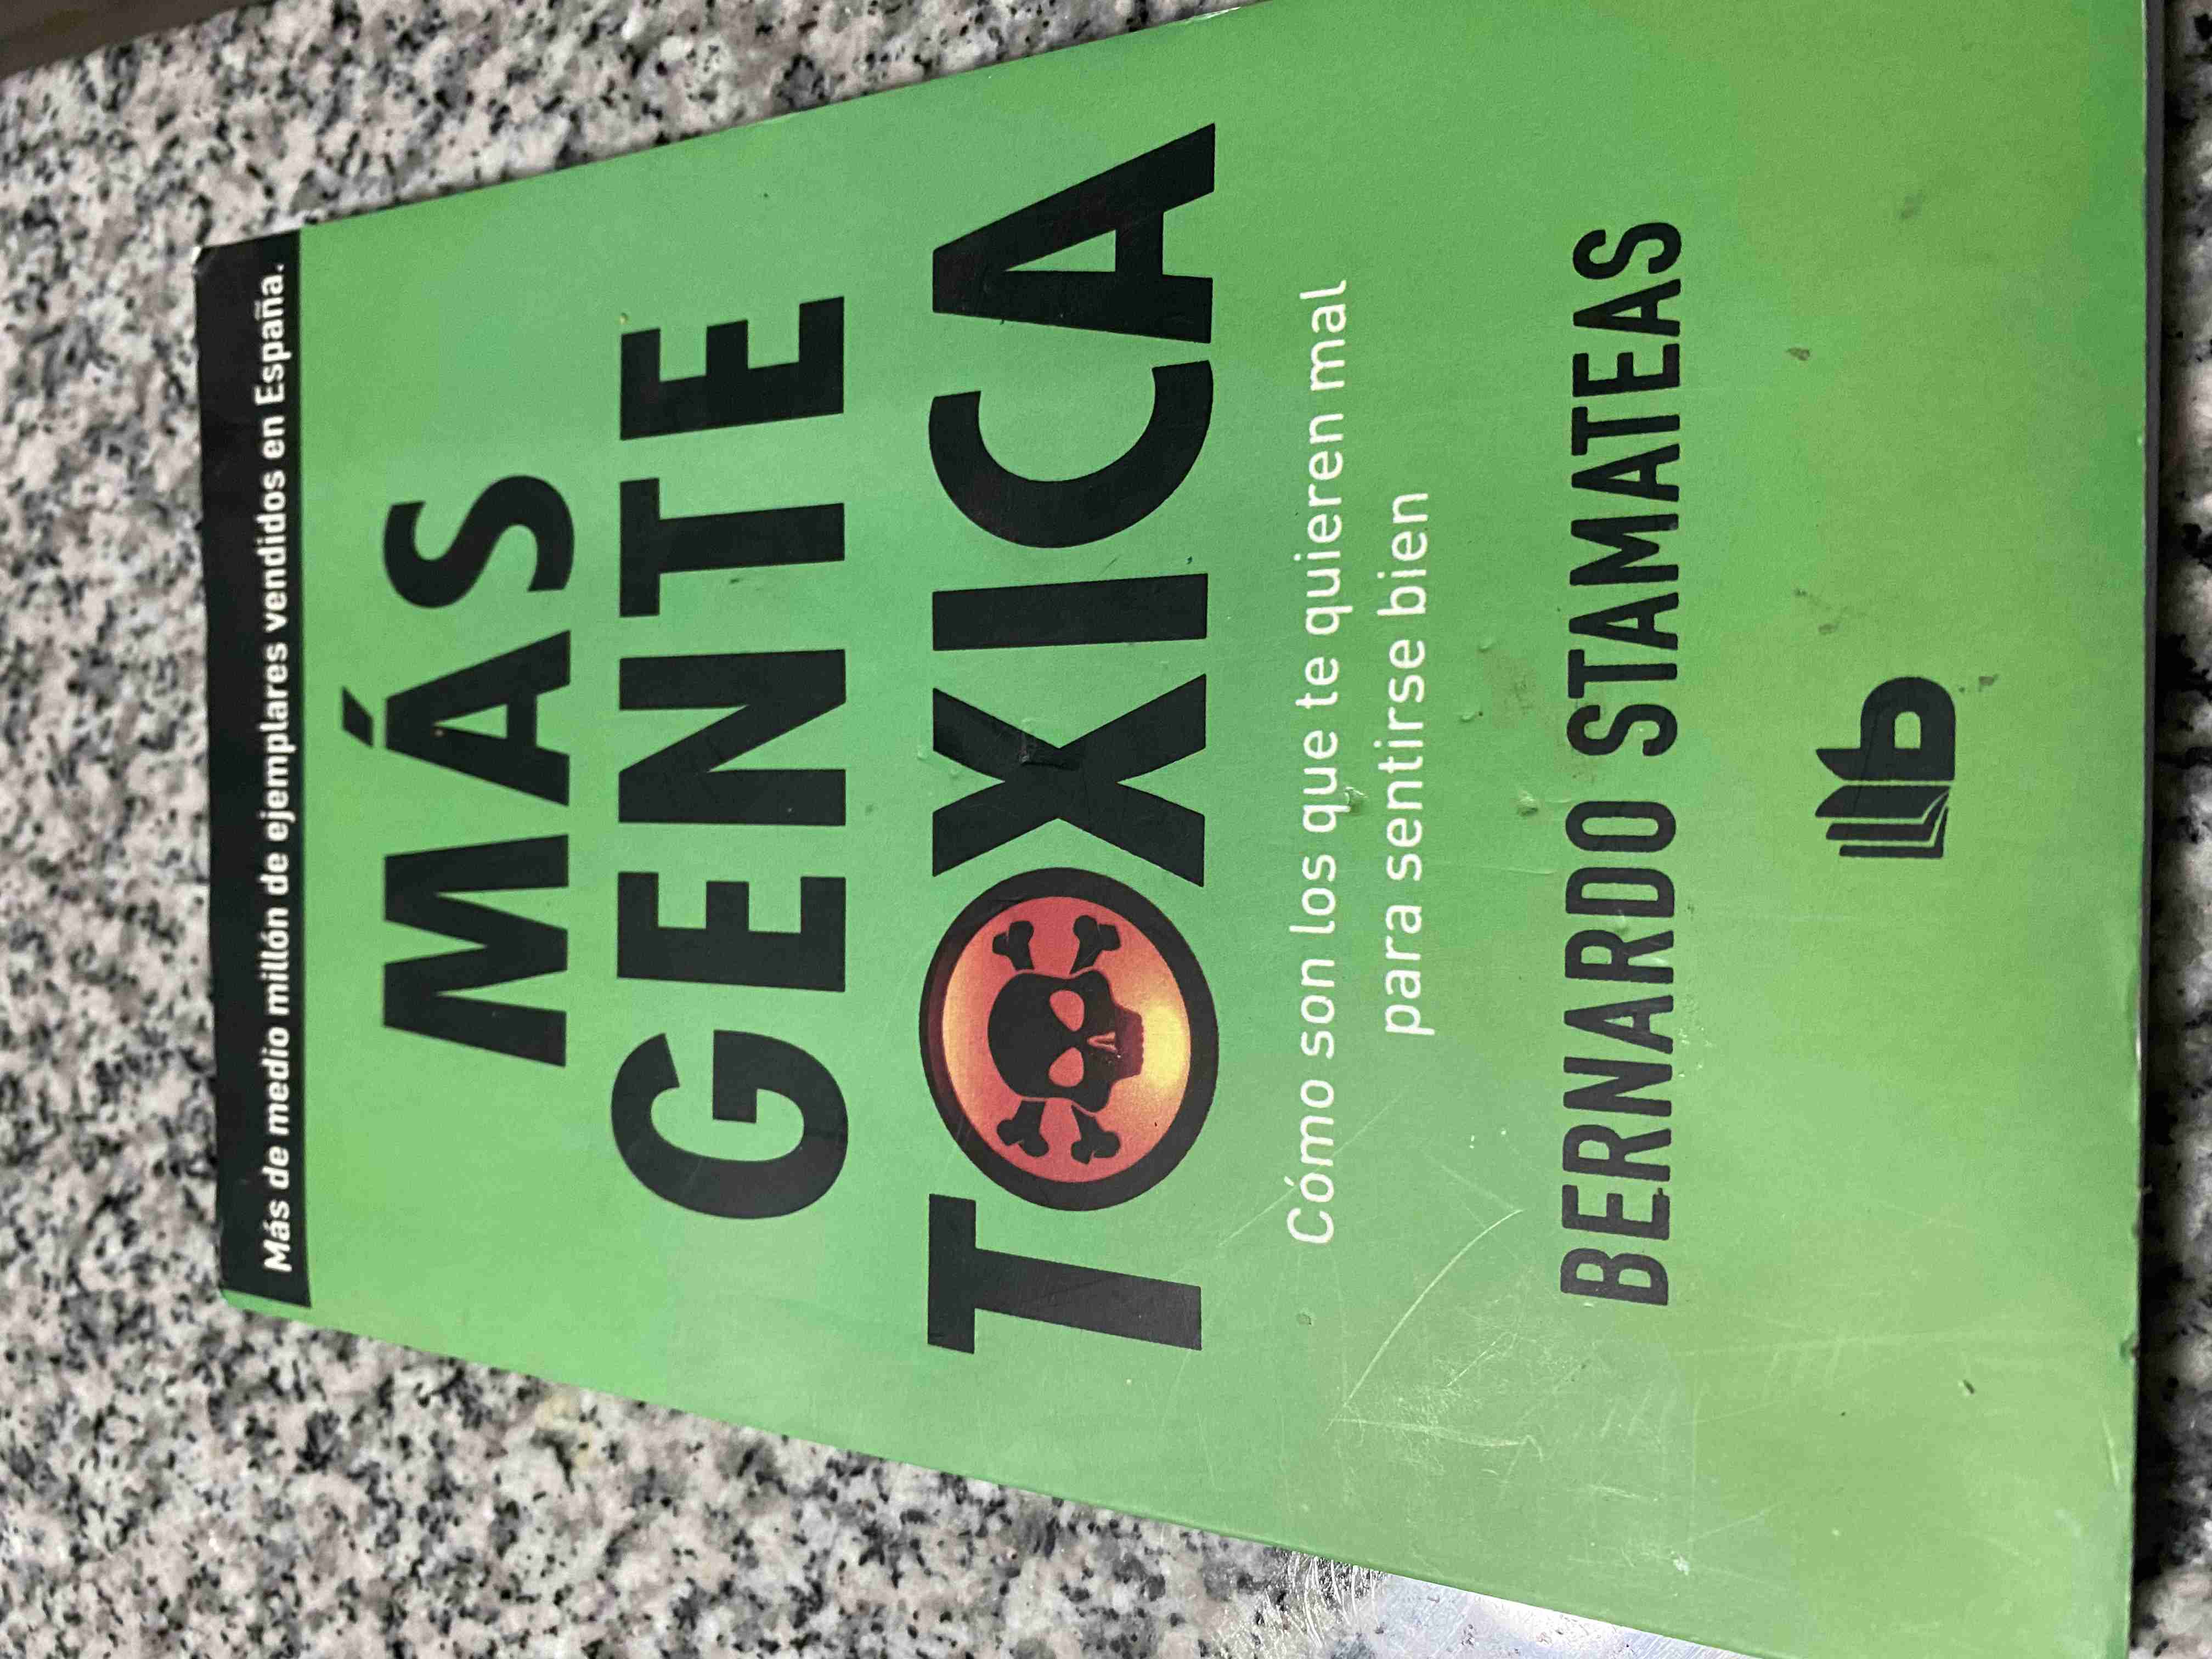 Más de medio millón de ejemplares vendidos en España.
MÁS
GENTE
TOXICA
Cómo son los que te quieren mal
para sentirse bien
BERNARDO STAMATEAS
b